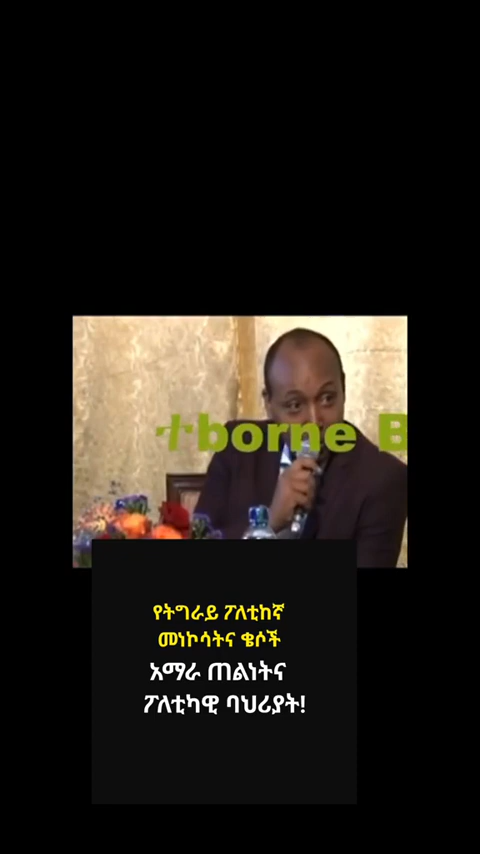 ተborne B
የትግራይ ፖለቲከኛ
መነኮሳትና ቄሶች
አማራ ጠልነትና
ፖለቲካዊ ባህሪያት!